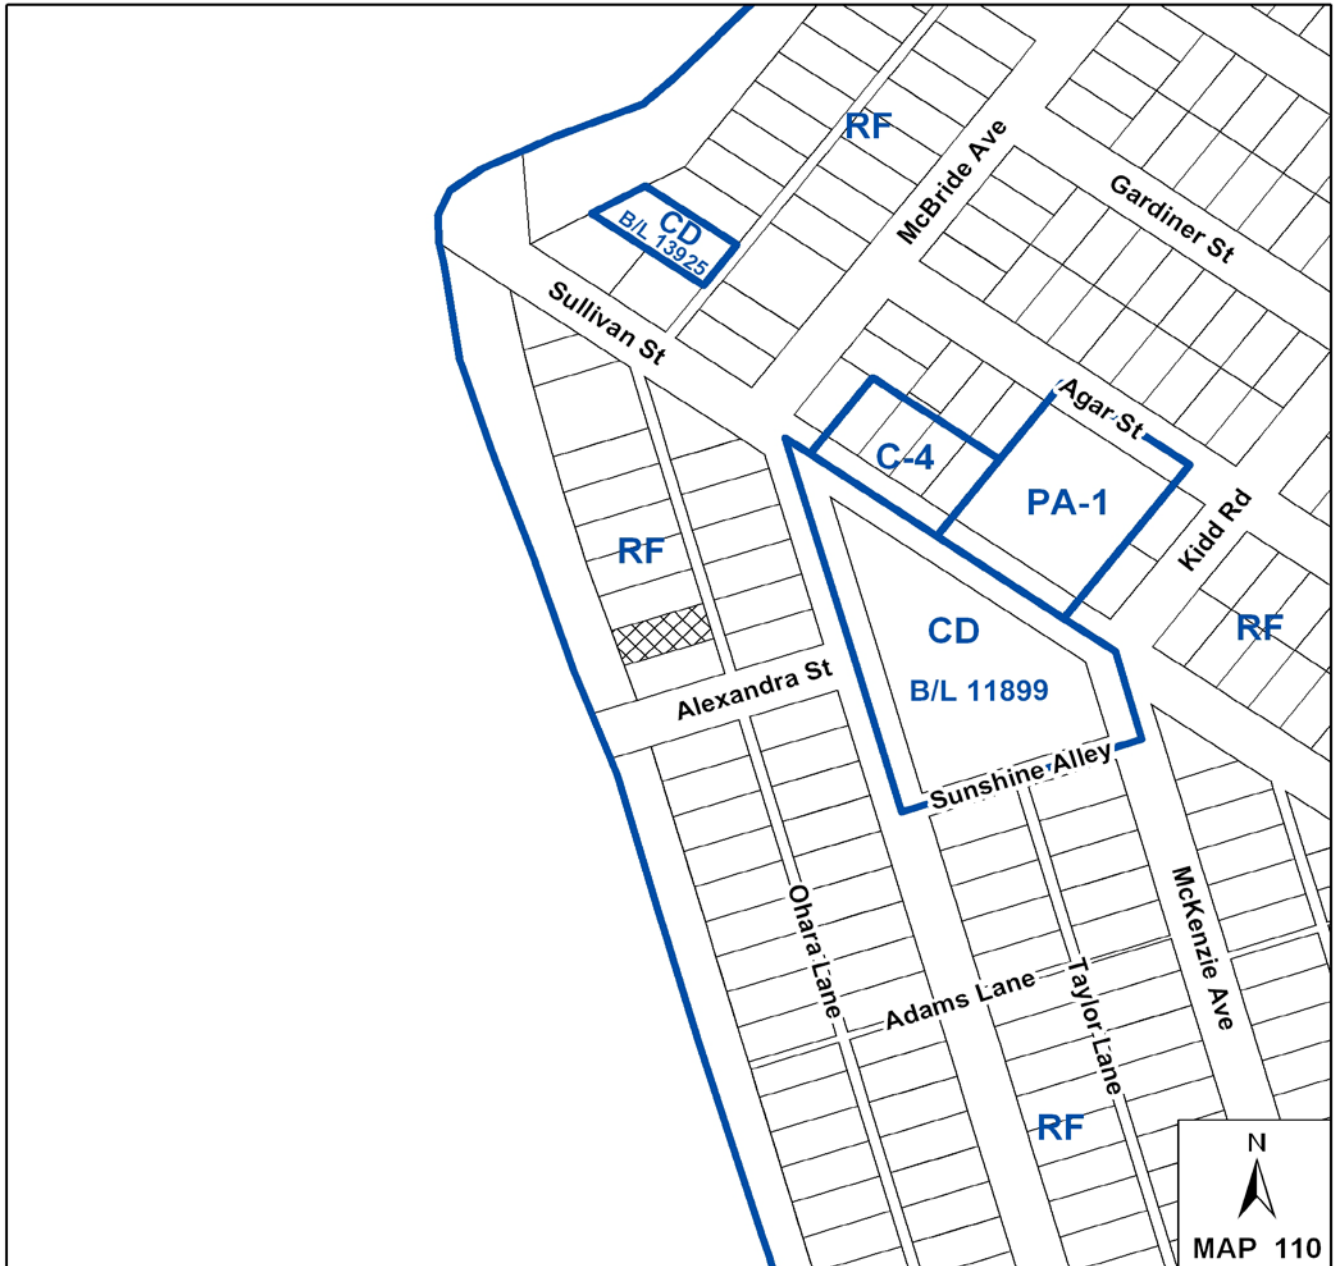 RF
McBride Ave
Gardiner St
CD
B/L 13925
Sullivan St
Agar St
C-4
PA-1
Kidd Rd
RF
CD
RF
B/L 11899
Alexandra St
Sunshine Alley
Ohara Lane
McKenzie Ave
Adams Lane
Taylor Lane
RF
N
MAP 110